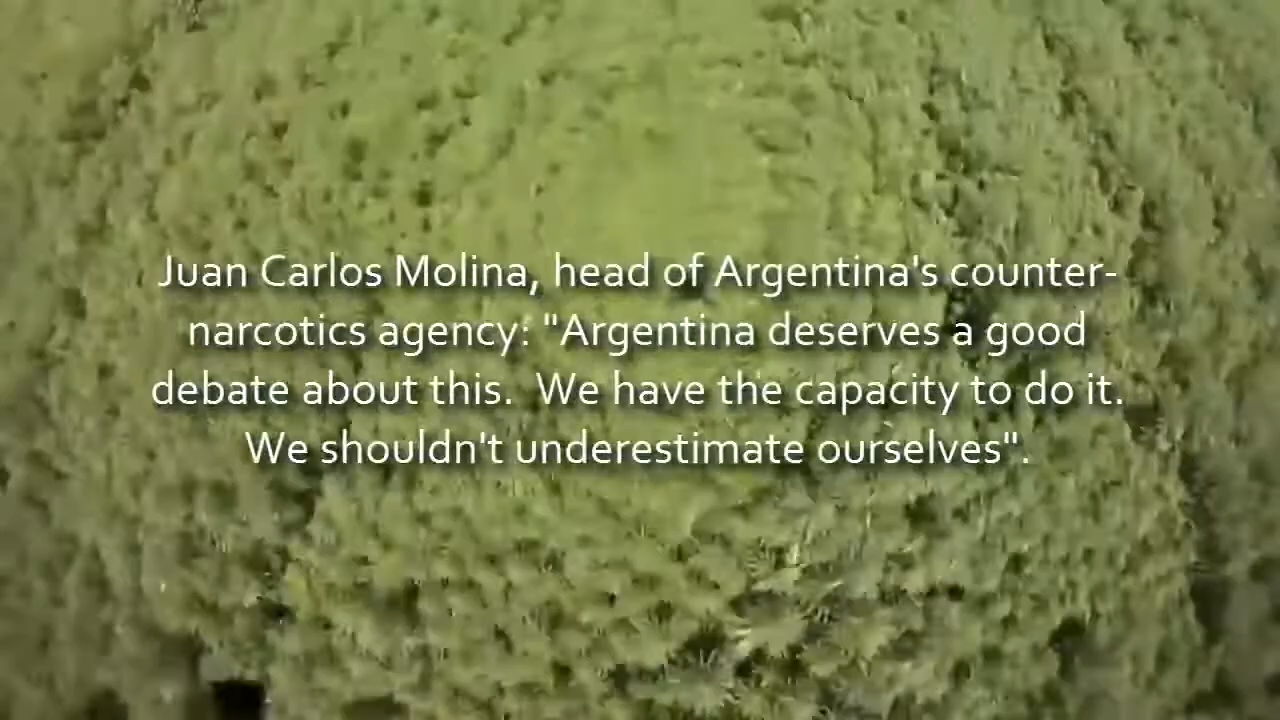 Juan Carlos Molina, head of Argentina's counter-
narcotics agency: "Argentina deserves a good
debate about this.  We have the capacity to do it.
We shouldn't underestimate ourselves".